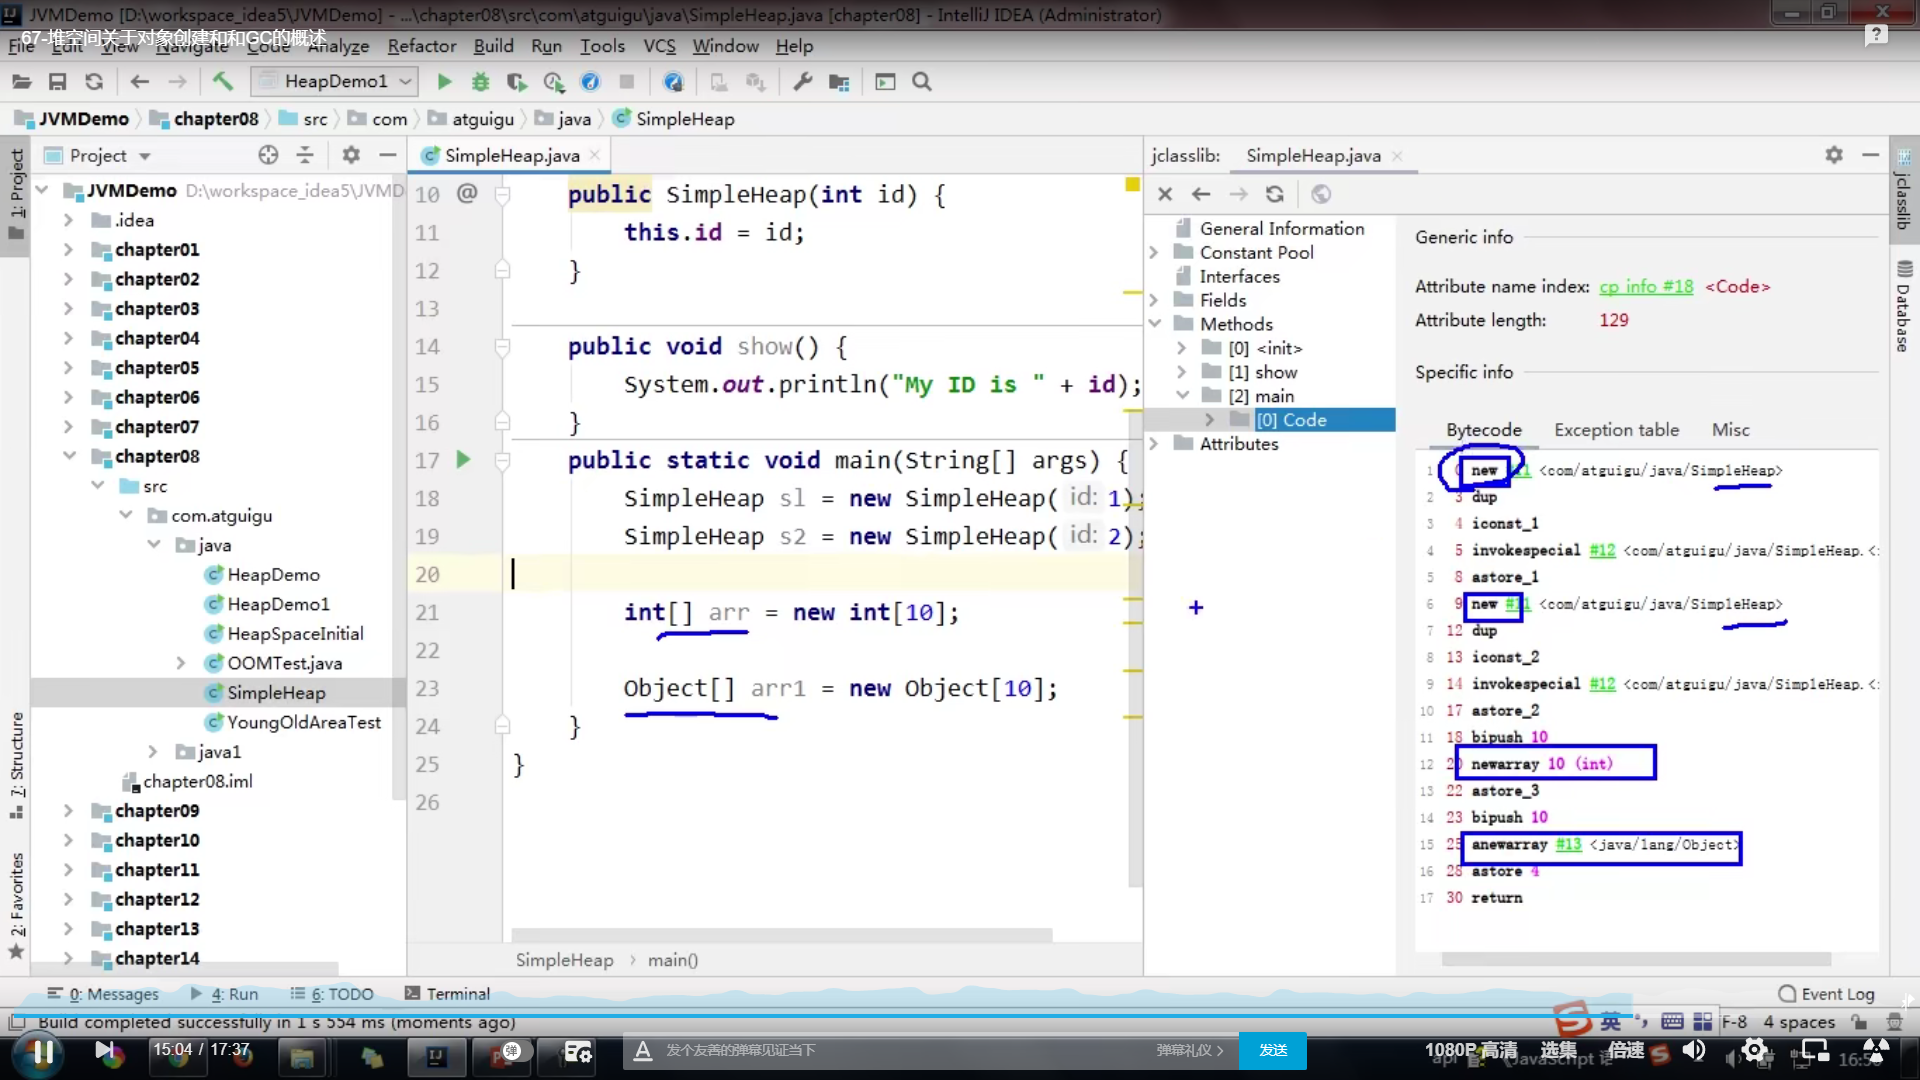 JVMDemo [D:\workspace_idea5\JVMDemo] - ...\chapter08\src\com\atguigu\java\SimpleHeap.java [chapter08] - IntelliJ IDEA (Administrator)
67-堆空间关于对象创建和和GC的概述
File Edit View Navigate Code Analyze Refactor Build Run Tools VCS Window Help
HeapDemo1
JVMDemo chapter08 src com atguigu java SimpleHeap
1: Project
Project
JVMDemo D:\workspace_idea5\JVMD
.idea
chapter01
chapter02
chapter03
chapter04
chapter05
chapter06
chapter07
chapter08
src
com.atguigu
java
HeapDemo
HeapDemo1
HeapSpaceInitial
OOMTest.java
SimpleHeap
YoungOldAreaTest
java1
chapter08.iml
chapter09
chapter10
chapter11
chapter12
chapter13
chapter14
7: Structure
2: Favorites
SimpleHeap.java
10 @ public SimpleHeap(int id) {
11 this.id = id;
12 }
13
14 public void show() {
15 System.out.println("My ID is " + id);
16 }
17 public static void main(String[] args) {
18 SimpleHeap sl = new SimpleHeap( id: 1);
19 SimpleHeap s2 = new SimpleHeap( id: 2);
20
21 int[] arr = new int[10];
22
23 Object[] arr1 = new Object[10];
24 }
25 }
26
SimpleHeap main()
jclasslib: SimpleHeap.java
General Information
Constant Pool
Interfaces
Fields
Methods
[0] <init>
[1] show
[2] main
[0] Code
Attributes
Generic info
Attribute name index: cp info #18 <Code>
Attribute length: 129
Specific info
Bytecode Exception table Misc
1 0 new #11 <com/atguigu/java/SimpleHeap>
2 3 dup
3 4 iconst_1
4 5 invokespecial #12 <com/atguigu/java/SimpleHeap.<
5 8 astore_1
6 9 new #11 <com/atguigu/java/SimpleHeap>
7 12 dup
8 13 iconst_2
9 14 invokespecial #12 <com/atguigu/java/SimpleHeap.<
10 17 astore_2
11 18 bipush 10
12 20 newarray 10 (int)
13 22 astore_3
14 23 bipush 10
15 25 anewarray #13 <java/lang/Object>
16 28 astore 4
17 30 return
jclasslib
Database
0: Messages 4: Run 6: TODO Terminal Event Log
Build completed successfully in 1 s 554 ms (moments ago)
英 F-8 4 spaces
15:04 / 17:37
弹
发个友善的弹幕见证当下 弹幕礼仪 > 发送
1080P 高清 选集 倍速